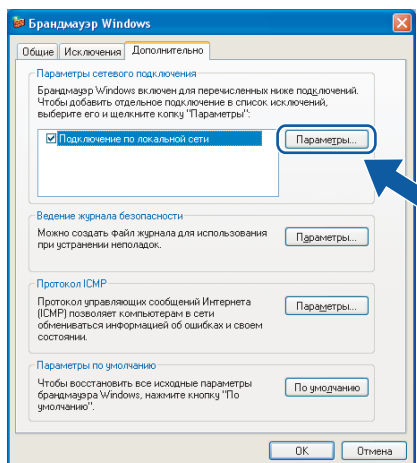 Брандмауэр Windows
Общие Исключения Дополнительно
Параметры сетевого подключения
Брандмауэр Windows включен для перечисленных ниже подключений.
Чтобы добавить отдельное подключение в список исключений,
выберите его и щелкните копку "Параметры":
Подключение по локальной сети
Параметры...
Ведение журнала безопасности
Можно создать файл журнала для использования
при устранении неполадок.
Параметры...
Протокол ICMP
Протокол управляющих сообщений Интернета
(ICMP) позволяет компьютерам в сети
обмениваться информацией об ошибках и своем
состоянии.
Параметры...
Параметры по умолчанию
Чтобы восстановить все исходные параметры
брандмауэра Windows, нажмите кнопку "По
умолчанию".
По умолчанию
OK Отмена